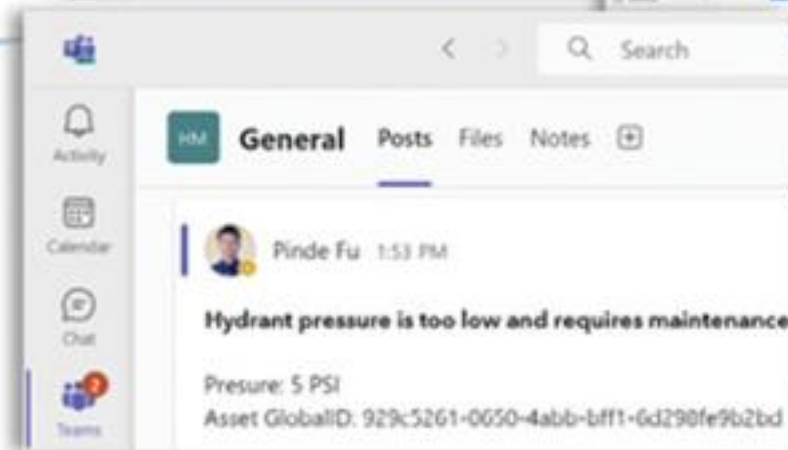 Search
Activity
HM General Posts Files Notes
Calendar
Pinde Fu 1:53 PM
Chat
Hydrant pressure is too low and requires maintenance
2
Presure: 5 PSI
Teams
Asset GlobalID: 929c5261-0650-4abb-bff1-6d298fe9b2bd